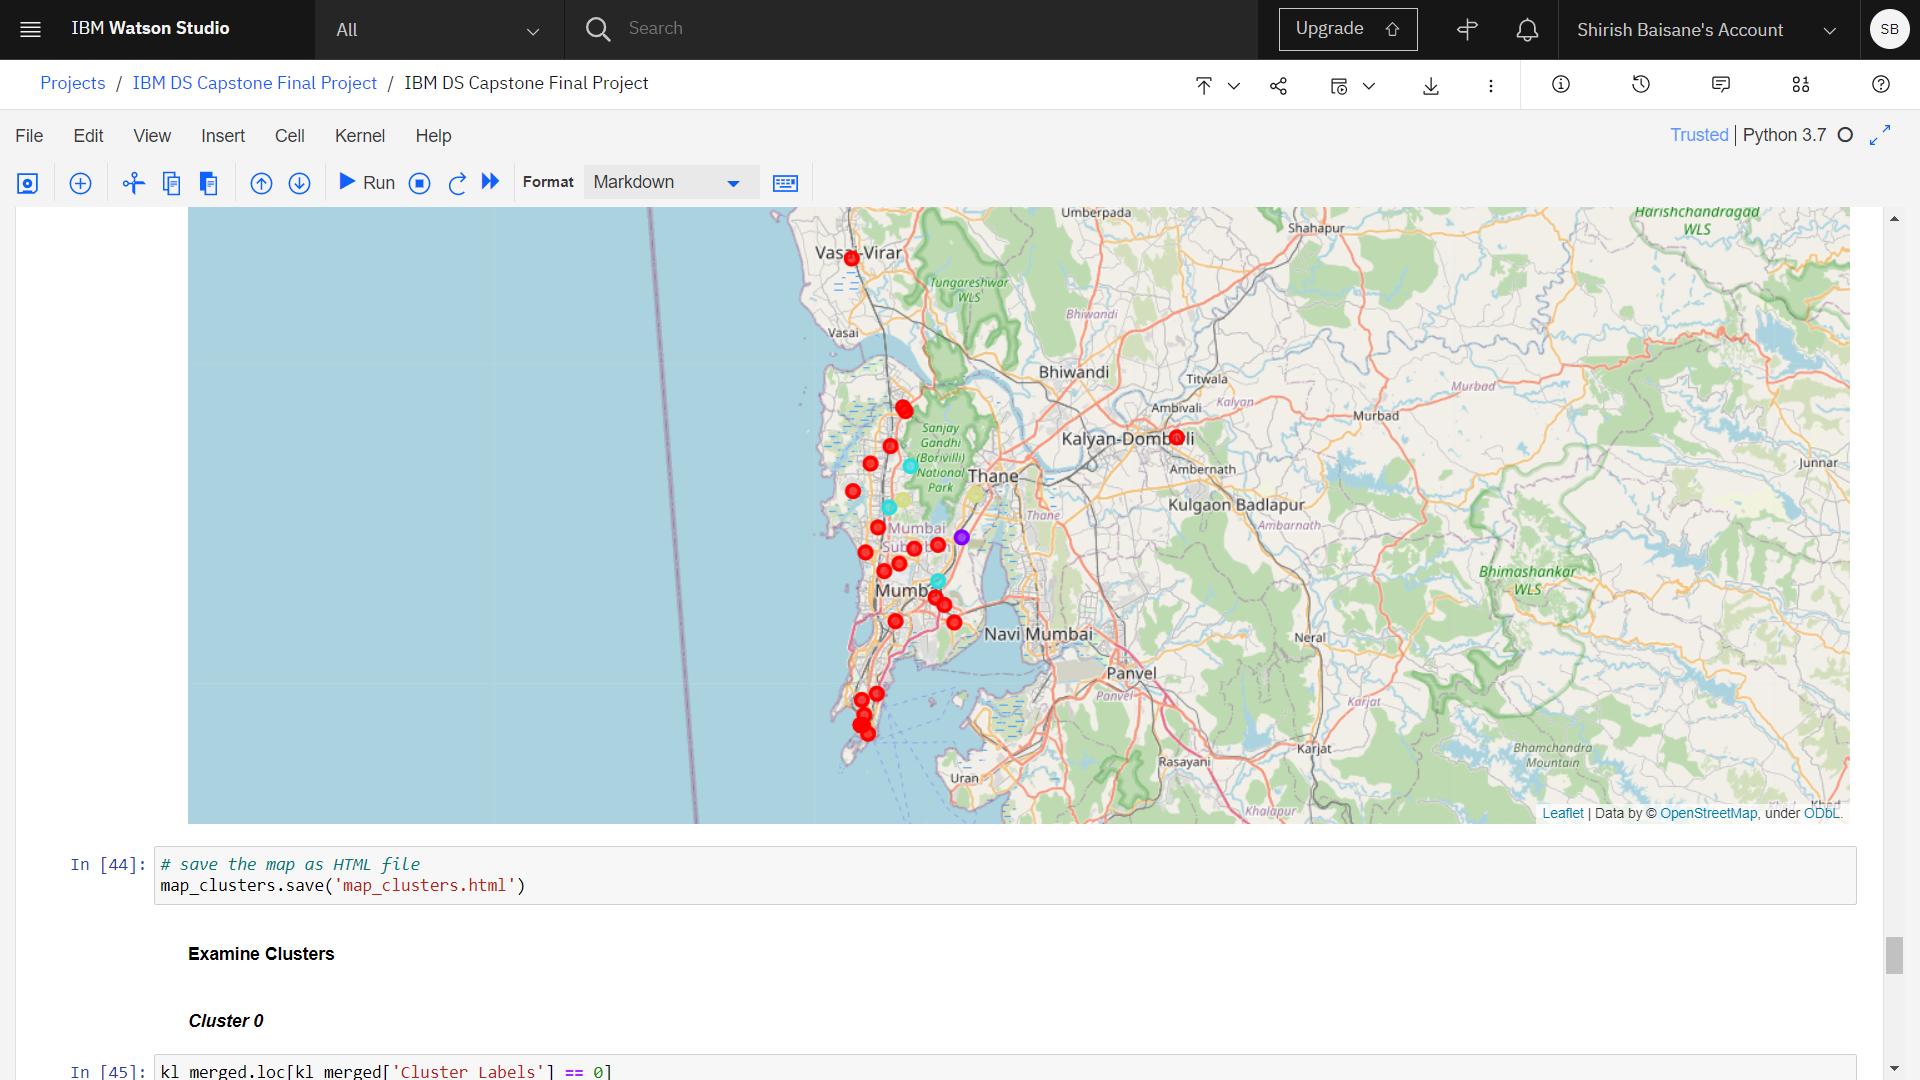 IBM Watson Studio
All
Search
Upgrade
Shirish Baisane's Account
SB
Projects / IBM DS Capstone Final Project / IBM DS Capstone Final Project
File Edit View Insert Cell Kernel Help
Trusted | Python 3.7
Run
Format
Markdown
Umberpada
Harishchandragad
WLS
Shahapur
Vasai-Virar
Tungareshwar
WLS
Bhiwandi
Vasai
Bhiwandi
Titwala
Murbad
Kalyan
Ambivali
Murbad
Sanjay
Gandhi
(Borivilli)
National
Park
Kalyan-Dombivli
Thane
Ambernath
Junnar
Kulgaon Badlapur
Thane
Ambarnath
Mumbai
Suburban
Bhimashankar
WLS
Mumbai
Navi Mumbai
Neral
Panvel
Panvel
Karjat
Karjat
Bhamchandra
Mountain
Rasayani
Uran
Khalapur
Leaflet | Data by © OpenStreetMap, under ODbL.
In [44]:
# save the map as HTML file
map_clusters.save('map_clusters.html')
Examine Clusters
Cluster 0
In [45]:
kl_merged.loc[kl_merged['Cluster Labels'] == 0]